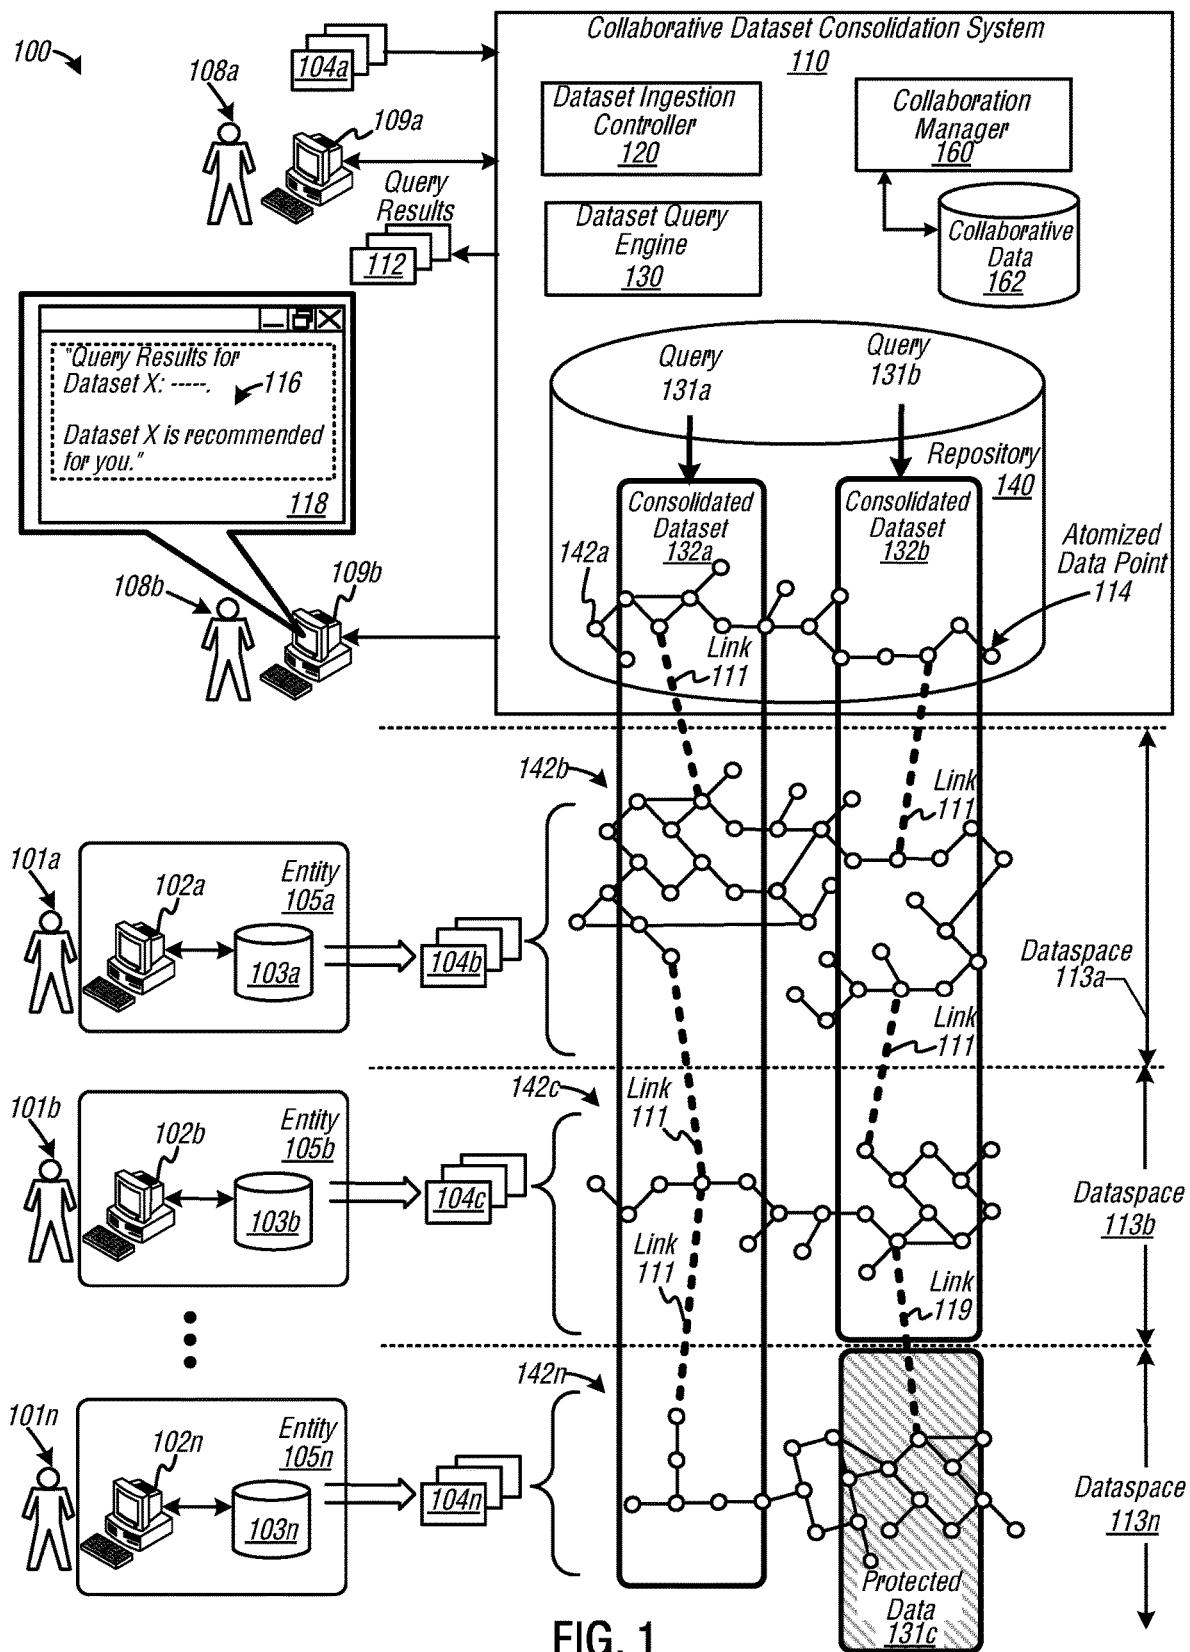 100
104a
Collaborative Dataset Consolidation System
110
108a
109a
Dataset Ingestion
Controller
120
Collaboration
Manager
160
Query
Results
112
Dataset Query
Engine
130
Collaborative
Data
162
"Query Results for
Dataset X: -----.
116
Dataset X is recommended
for you."
118
Query
131a
Query
131b
Repository
140
Consolidated
Dataset
132a
Consolidated
Dataset
132b
Atomized
Data Point
114
142a
108b
109b
Link
111
142b
Link
111
101a
102a
Entity
105a
103a
104b
Dataspace
113a
Link
111
142c
Link
111
101b
102b
Entity
105b
103b
104c
Dataspace
113b
Link
111
Link
119
142n
101n
102n
Entity
105n
103n
104n
Dataspace
113n
Protected
Data
131c
FIG. 1